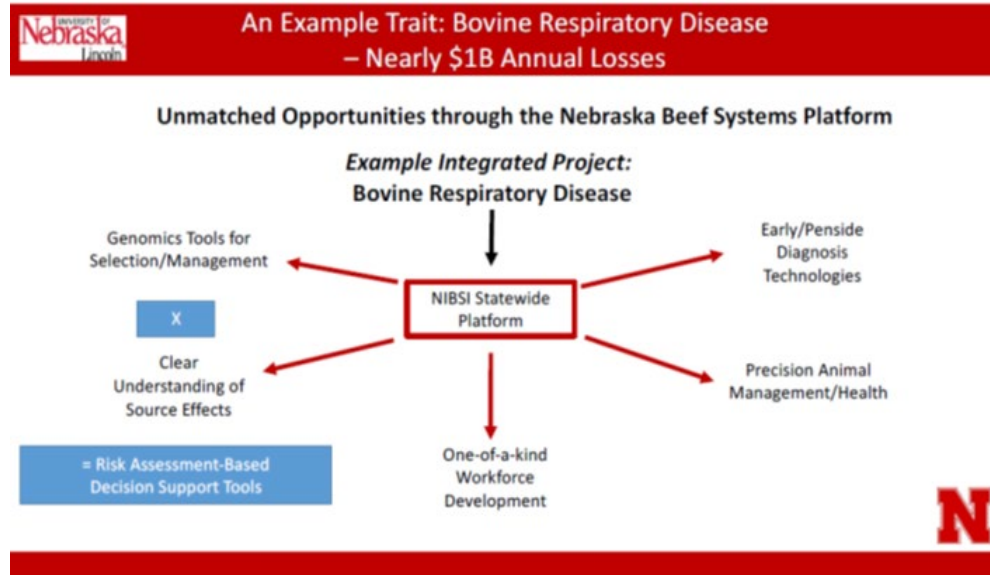 UNIVERSITY OF
Nebraska
Lincoln
An Example Trait: Bovine Respiratory Disease
– Nearly $1B Annual Losses
Unmatched Opportunities through the Nebraska Beef Systems Platform
Example Integrated Project:
Bovine Respiratory Disease
Genomics Tools for
Selection/Management
Early/Penside
Diagnosis
Technologies
NIBSI Statewide
Platform
X
Clear
Understanding of
Source Effects
Precision Animal
Management/Health
= Risk Assessment-Based
Decision Support Tools
One-of-a-kind
Workforce
Development
N